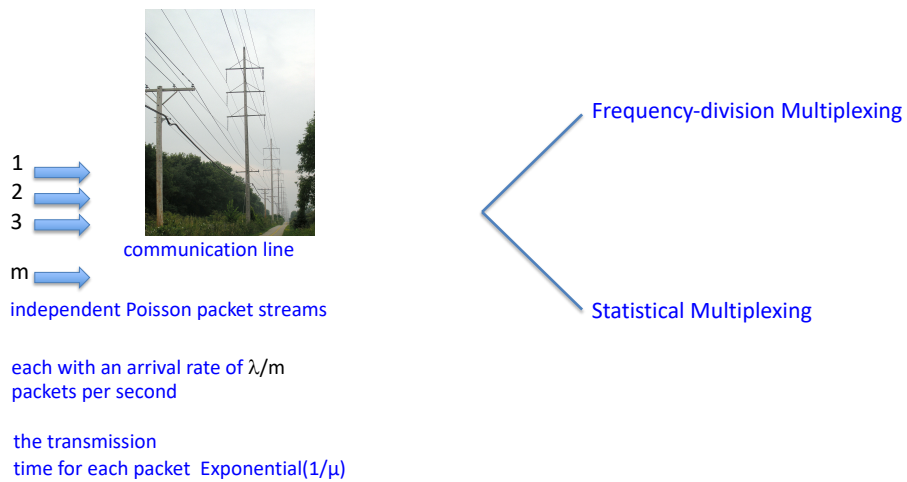 1
2
3
m
communication line
independent Poisson packet streams
each with an arrival rate of λ/m
packets per second
the transmission
time for each packet  Exponential(1/μ)
Frequency-division Multiplexing
Statistical Multiplexing